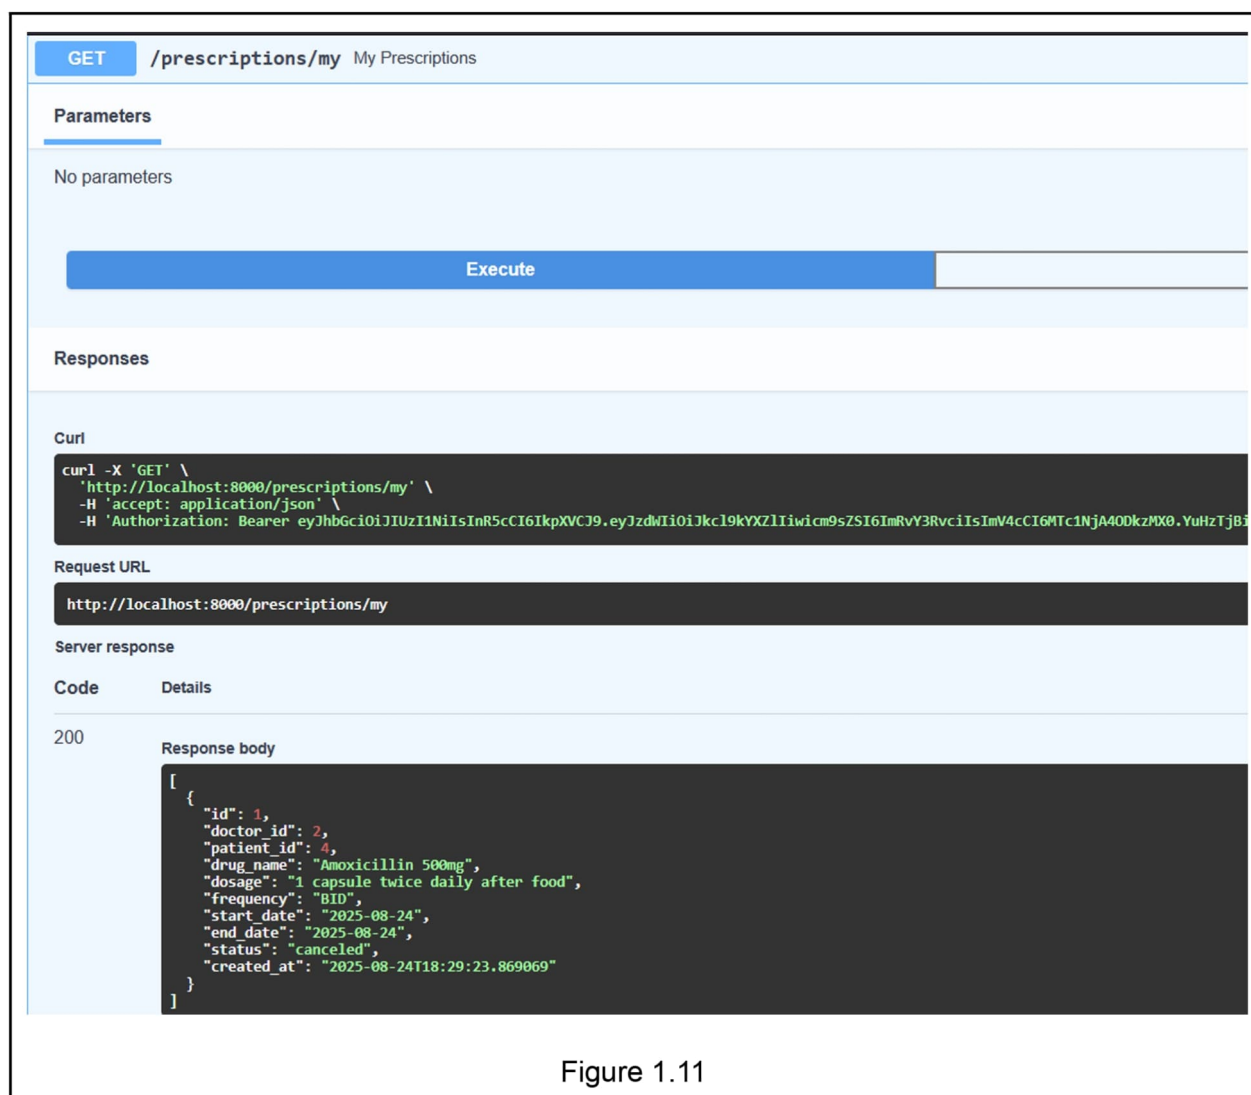 GET /prescriptions/my My Prescriptions
Parameters
No parameters
Execute
Responses
Curl
curl -X 'GET' \
'http://localhost:8000/prescriptions/my' \
-H 'accept: application/json' \
-H 'Authorization: Bearer eyJhbGciOiJIUzI1NiIsInR5cCI6IkpXVCJ9.eyJzdWIiOiJkcl9kYXZlIiwicm9sZSI6ImRvY3RvciIsImV4cCI6MTc1NjA4ODkzMX0.YuHzTjBi
Request URL
http://localhost:8000/prescriptions/my
Server response
Code Details
200
Response body
[
{
"id": 1,
"doctor_id": 2,
"patient_id": 4,
"drug_name": "Amoxicillin 500mg",
"dosage": "1 capsule twice daily after food",
"frequency": "BID",
"start_date": "2025-08-24",
"end_date": "2025-08-24",
"status": "canceled",
"created_at": "2025-08-24T18:29:23.869069"
}
]
Figure 1.11